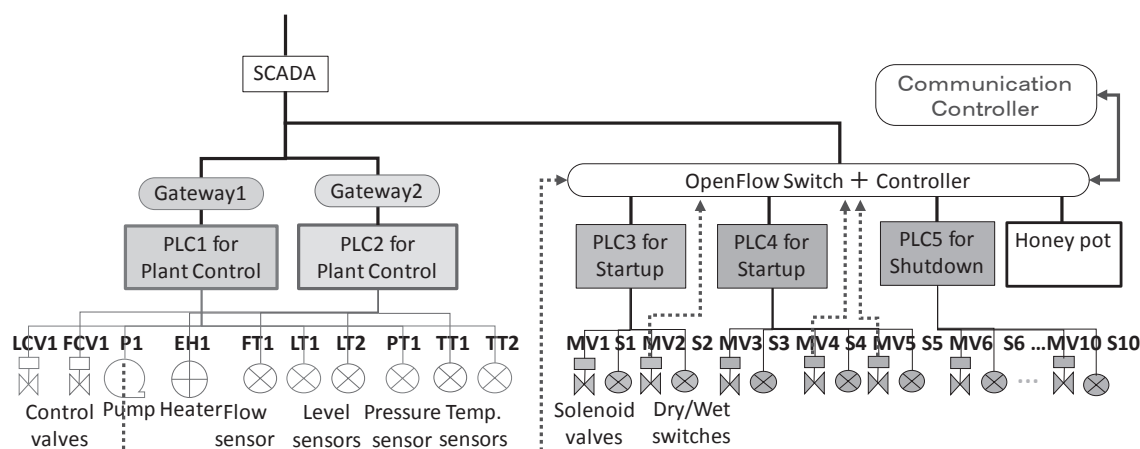 SCADA
Communication
Controller
Gateway1
Gateway2
OpenFlow Switch + Controller
PLC1 for
Plant Control
PLC2 for
Plant Control
PLC3 for
Startup
PLC4 for
Startup
PLC5 for
Shutdown
Honey pot
LCV1 FCV1 P1 EH1 FT1 LT1 LT2 PT1 TT1 TT2
MV1 S1 MV2 S2 MV3 S3 MV4 S4 MV5 S5 MV6 S6 ...MV10 S10
...
Control
valves
Pump
Heater
Flow
sensor
Level
sensors
Pressure
sensor
Temp.
sensors
Solenoid
valves
Dry/Wet
switches